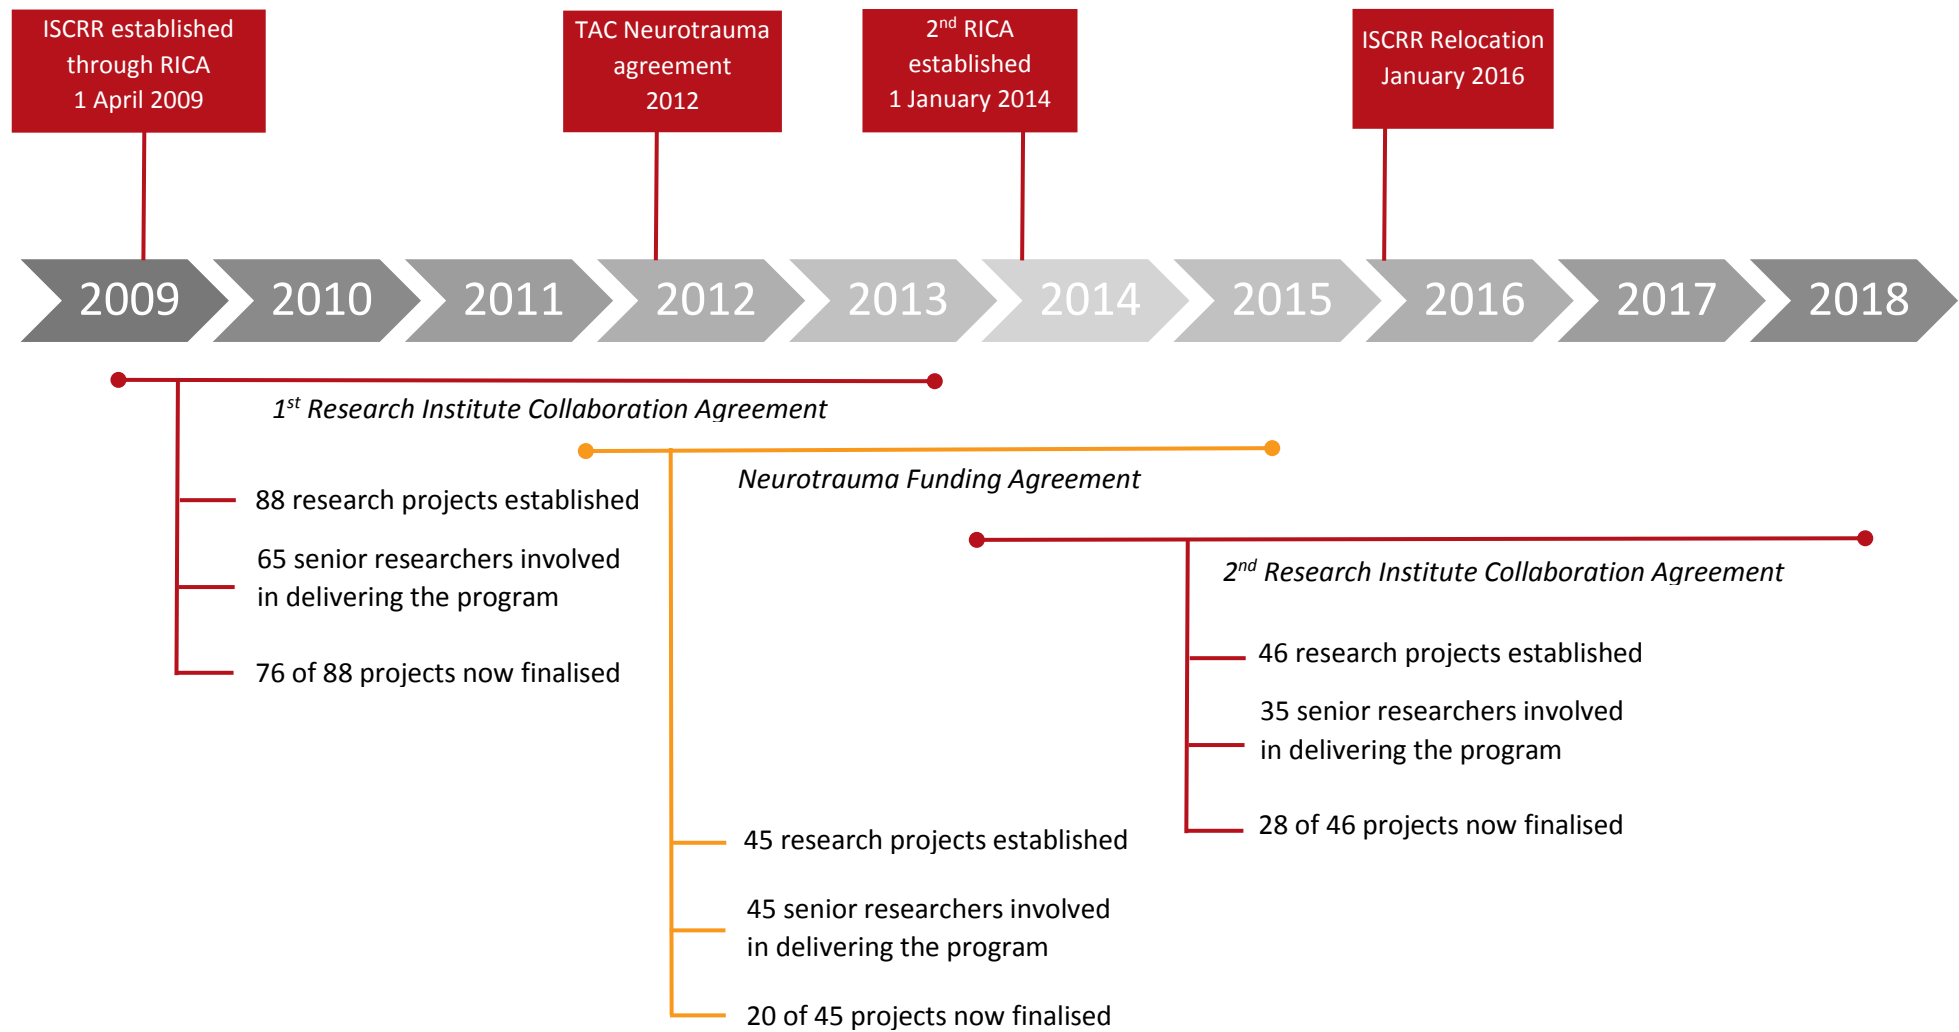 ISCRR established
through RICA
1 April 2009
TAC Neurotrauma
agreement
2012
2nd RICA
established
1 January 2014
ISCRR Relocation
January 2016
2009
2010
2011
2012
2013
2014
2015
2016
2017
2018
1st Research Institute Collaboration Agreement
88 research projects established
65 senior researchers involved
in delivering the program
76 of 88 projects now finalised
Neurotrauma Funding Agreement
45 research projects established
45 senior researchers involved
in delivering the program
20 of 45 projects now finalised
2nd Research Institute Collaboration Agreement
46 research projects established
35 senior researchers involved
in delivering the program
28 of 46 projects now finalised